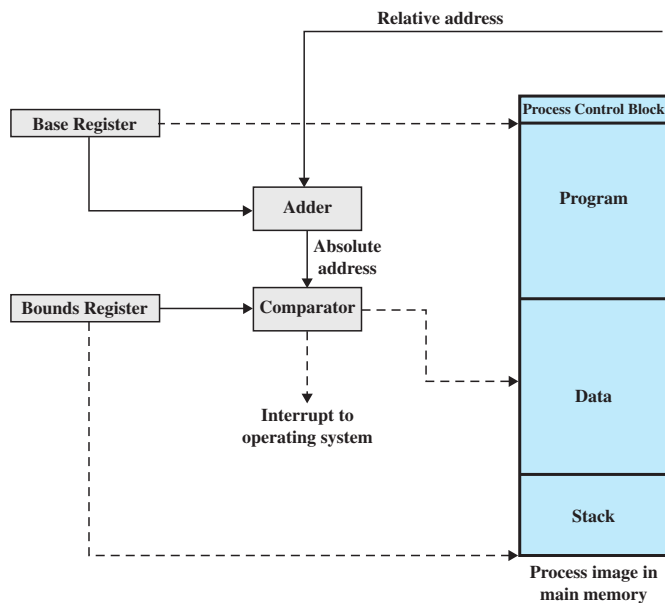 Relative address
Process Control Block
Base Register
Program
Adder
Absolute
address
Bounds Register
Comparator
Data
Interrupt to
operating system
Stack
Process image in
main memory